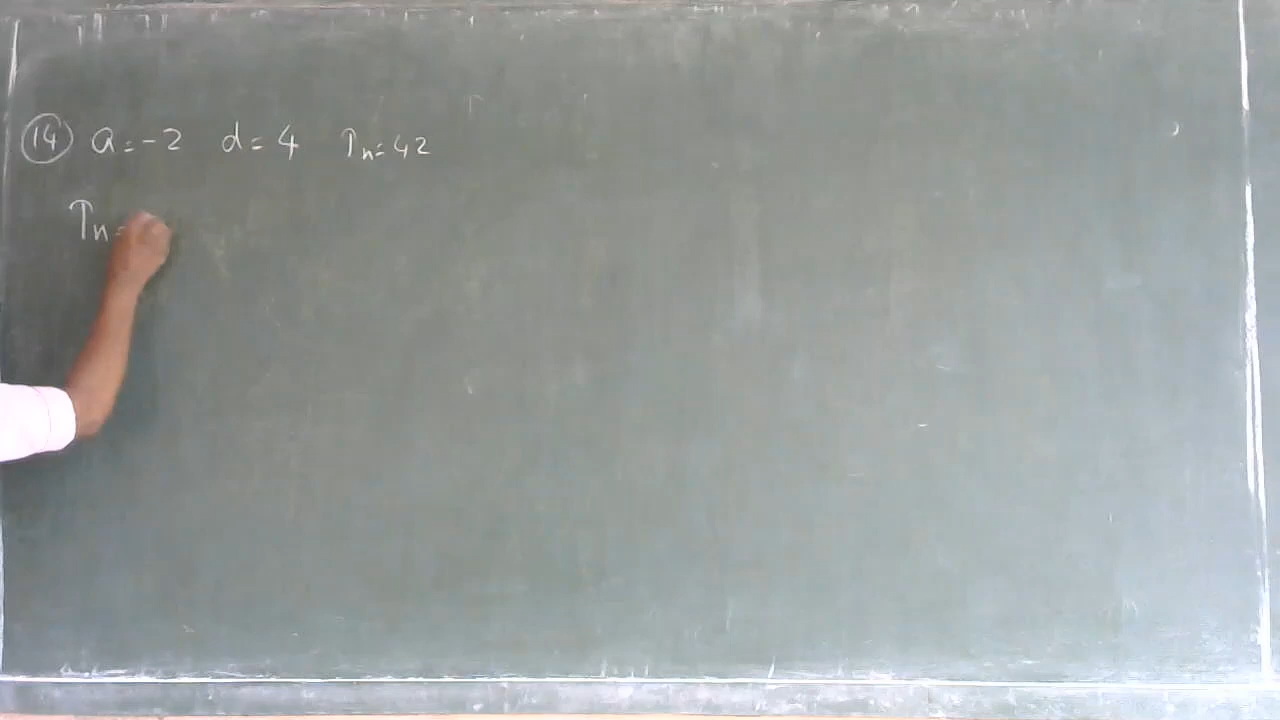 14 a = -2 d = 4 Tn = 42
Tn =